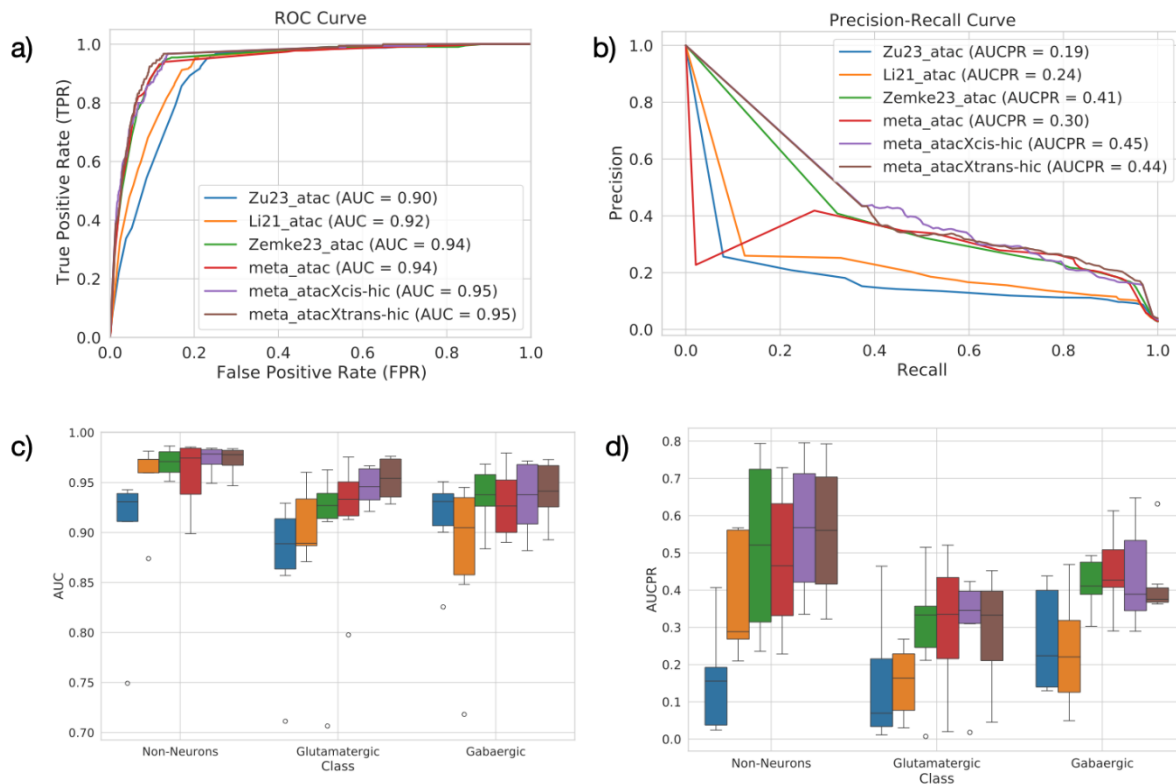 a)
ROC Curve
1.0
0.8
0.6
0.4
0.2
0.0
True Positive Rate (TPR)
Zu23_atac (AUC = 0.90)
Li21_atac (AUC = 0.92)
Zemke23_atac (AUC = 0.94)
meta_atac (AUC = 0.94)
meta_atacXcis-hic (AUC = 0.95)
meta_atacXtrans-hic (AUC = 0.95)
0.0 0.2 0.4 0.6 0.8 1.0
False Positive Rate (FPR)
b)
Precision-Recall Curve
1.0
0.8
0.6
0.4
0.2
0.0
Precision
Zu23_atac (AUCPR = 0.19)
Li21_atac (AUCPR = 0.24)
Zemke23_atac (AUCPR = 0.41)
meta_atac (AUCPR = 0.30)
meta_atacXcis-hic (AUCPR = 0.45)
meta_atacXtrans-hic (AUCPR = 0.44)
0.0 0.2 0.4 0.6 0.8 1.0
Recall
c)
1.00
0.95
0.90
0.85
0.80
0.75
0.70
AUC
Non-Neurons Glutamatergic Gabaergic
Class
d)
0.8
0.7
0.6
0.5
0.4
0.3
0.2
0.1
0.0
AUCPR
Non-Neurons Glutamatergic Gabaergic
Class